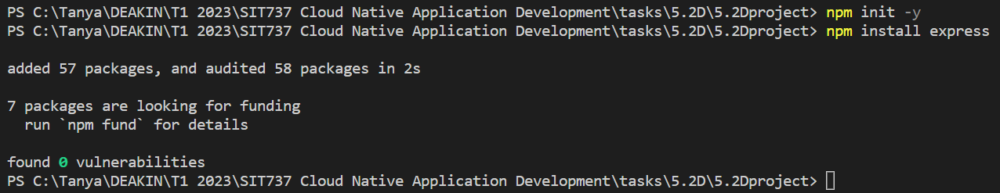 PS C:\Tanya\DEAKIN\T1 2023\SIT737 Cloud Native Application Development\tasks\5.2D\5.2Dproject> npm init -y
PS C:\Tanya\DEAKIN\T1 2023\SIT737 Cloud Native Application Development\tasks\5.2D\5.2Dproject> npm install express
added 57 packages, and audited 58 packages in 2s
7 packages are looking for funding
  run `npm fund` for details
found 0 vulnerabilities
PS C:\Tanya\DEAKIN\T1 2023\SIT737 Cloud Native Application Development\tasks\5.2D\5.2Dproject>